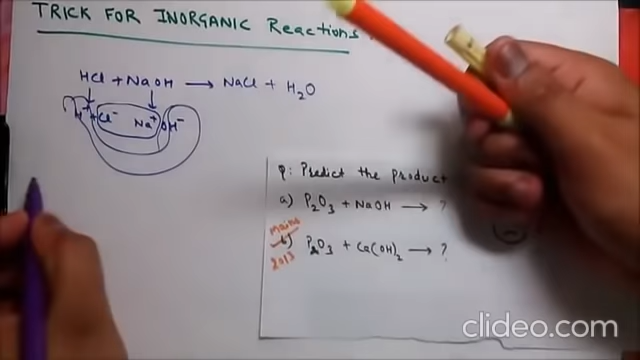 TRICK FOR INORGANIC Reactions
HCl + NaOH → NaCl + H2O
H+ + Cl- Na+ OH-
Q: Predict the product
a) P2O3 + NaOH → ?
Mains
b) P2O3 + Ca(OH)2 → ?
2013
clideo.com